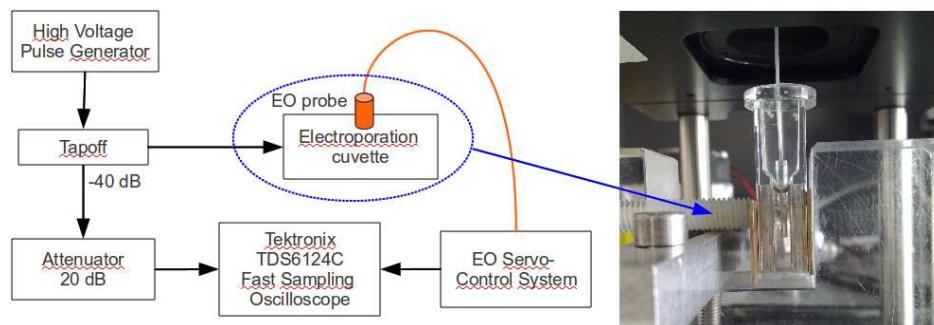 High Voltage
Pulse Generator
EO probe
Tapoff
Electroporation
cuvette
-40 dB
Attenuator
20 dB
Tektronix
TDS6124C
Fast Sampling
Oscilloscope
EO Servo-
Control System